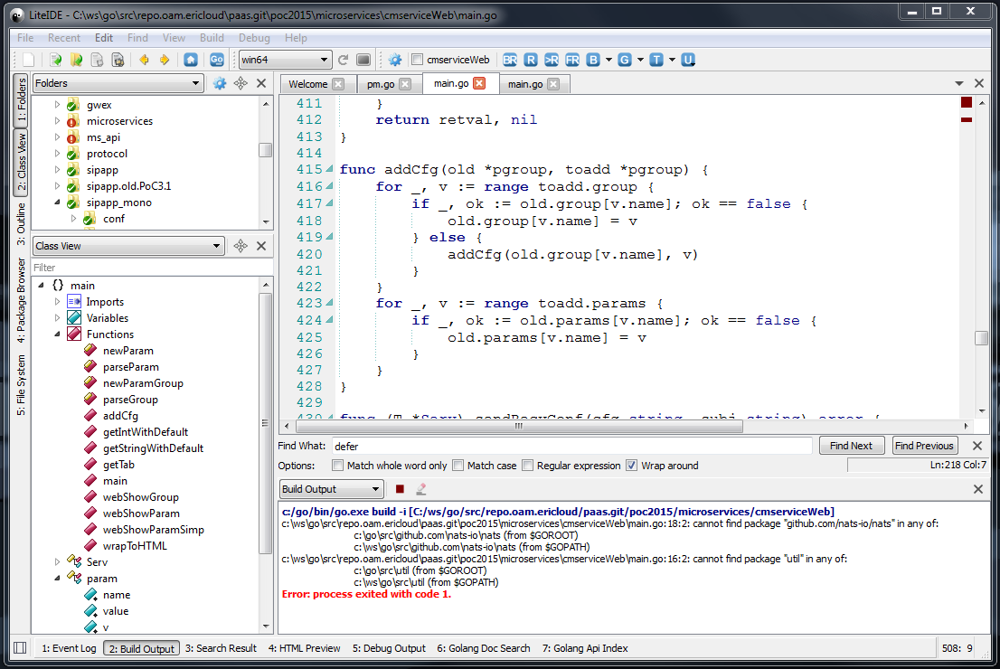 LiteIDE - C:\ws\go\src\repo.oam.ericloud\paas.git\poc2015\microservices\cmserviceWeb\main.go
File Recent Edit Find View Build Debug Help
Go win64 cmserviceWeb BR R >R FR B G T U
1: Folders
2: Class View
3: Outline
4: Package Browser
5: File System
Folders
gwex
microservices
ms_api
protocol
sipapp
sipapp.old.PoC3.1
sipapp_mono
conf
Class View
Filter
{} main
Imports
Variables
Functions
newParam
parseParam
newParamGroup
parseGroup
addCfg
getIntWithDefault
getStringWithDefault
getTab
main
webShowGroup
webShowParam
webShowParamSimp
wrapToHTML
Serv
param
name
value
v
Welcome pm.go main.go main.go
411 }
412 return retval, nil
413 }
414
415 func addCfg(old *pgroup, toadd *pgroup) {
416 for _, v := range toadd.group {
417 if _, ok := old.group[v.name]; ok == false {
418 old.group[v.name] = v
419 } else {
420 addCfg(old.group[v.name], v)
421 }
422 }
423 for _, v := range toadd.params {
424 if _, ok := old.params[v.name]; ok == false {
425 old.params[v.name] = v
426 }
427 }
428 }
429
Find What: defer Find Next Find Previous
Options: Match whole word only Match case Regular expression Wrap around Ln:218 Col:7
Build Output
c:/go/bin/go.exe build -i [C:/ws/go/src/repo.oam.ericloud/paas.git/poc2015/microservices/cmserviceWeb]
c:\ws\go\src\repo.oam.ericloud\paas.git\poc2015\microservices\cmserviceWeb\main.go:18:2: cannot find package "github.com/nats-io/nats" in any of:
c:\go\src\github.com\nats-io\nats (from $GOROOT)
c:\ws\go\src\github.com\nats-io\nats (from $GOPATH)
c:\ws\go\src\repo.oam.ericloud\paas.git\poc2015\microservices\cmserviceWeb\main.go:16:2: cannot find package "util" in any of:
c:\go\src\util (from $GOROOT)
c:\ws\go\src\util (from $GOPATH)
Error: process exited with code 1.
1: Event Log 2: Build Output 3: Search Result 4: HTML Preview 5: Debug Output 6: Golang Doc Search 7: Golang Api Index 508: 9